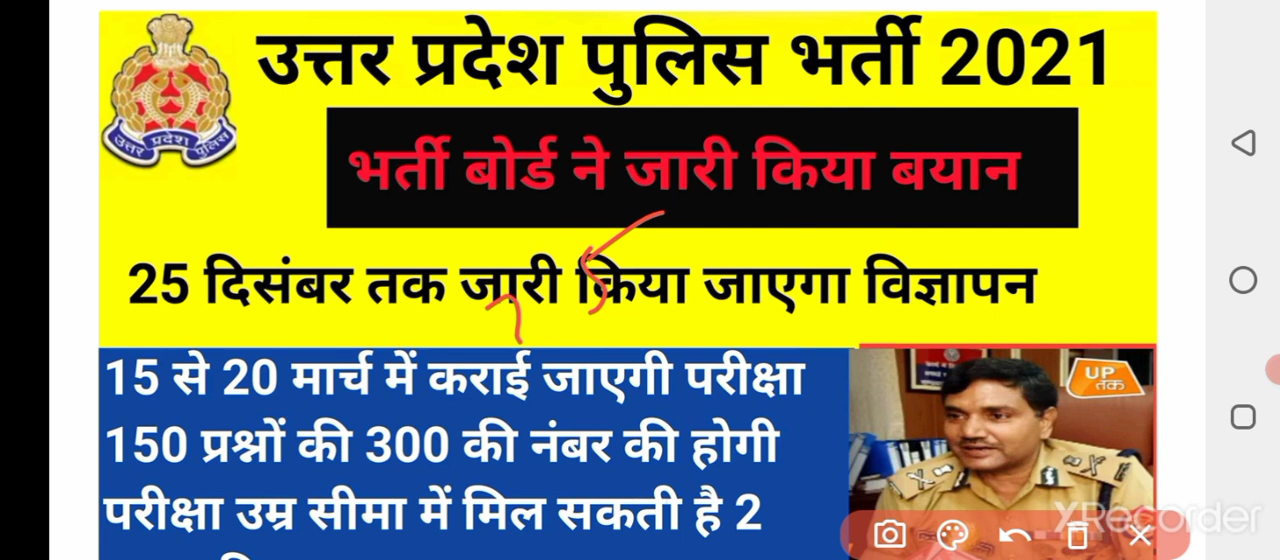 उत्तर प्रदेश पुलिस भर्ती 2021
उत्तर प्रदेश पुलिस
भर्ती बोर्ड ने जारी किया बयान
25 दिसंबर तक जारी किया जाएगा विज्ञापन
15 से 20 मार्च में कराई जाएगी परीक्षा
150 प्रश्नों की 300 की नंबर की होगी
परीक्षा उम्र सीमा में मिल सकती है 2
UP
तक
XRecorder